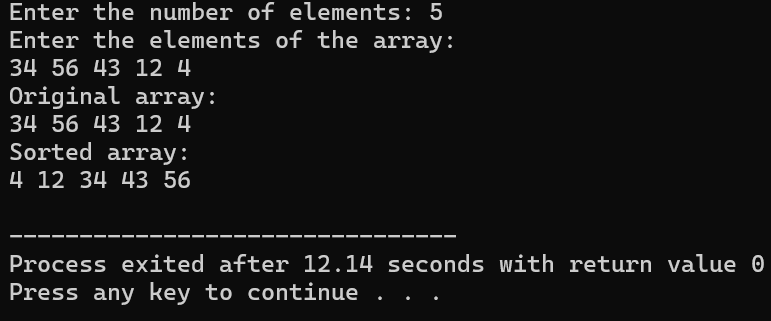 Enter the number of elements: 5
Enter the elements of the array:
34 56 43 12 4
Original array:
34 56 43 12 4
Sorted array:
4 12 34 43 56
--------------------------------
Process exited after 12.14 seconds with return value 0
Press any key to continue . . .